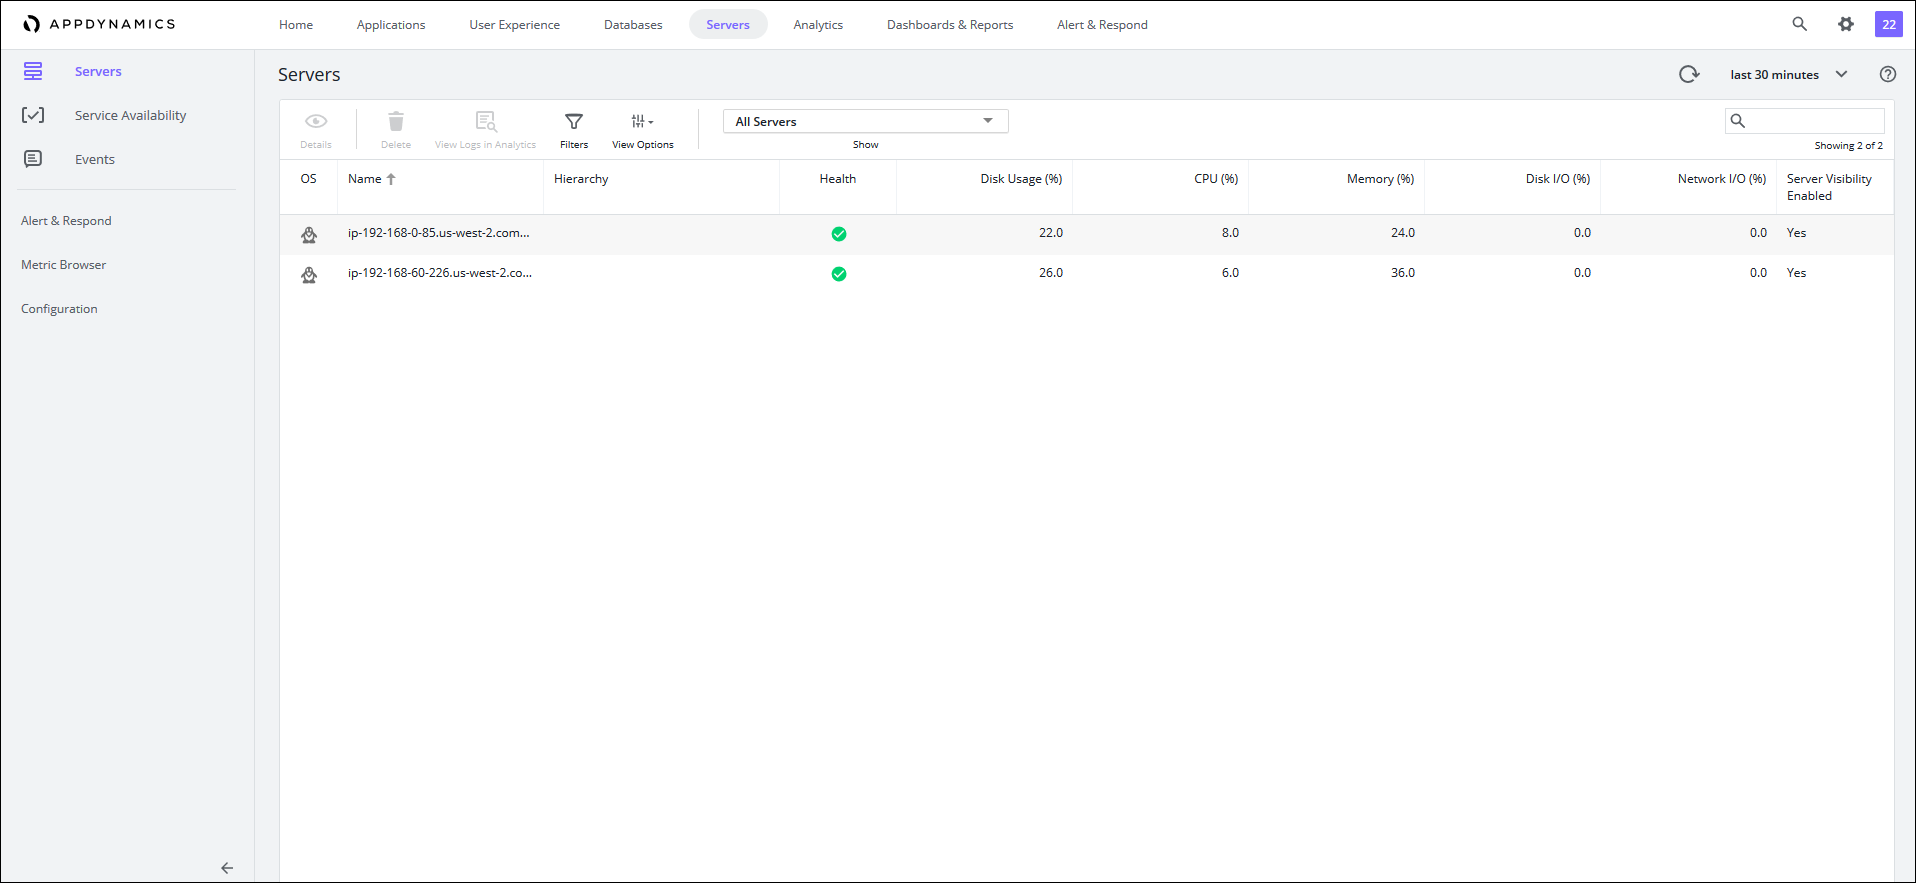 APPDYNAMICS Home Applications User Experience Databases Servers Analytics Dashboards & Reports Alert & Respond 22
Servers
Service Availability
Events
Alert & Respond
Metric Browser
Configuration
Servers
last 30 minutes
Details Delete View Logs in Analytics Filters View Options
All Servers
Show
Showing 2 of 2
OS Name Hierarchy Health Disk Usage (%) CPU (%) Memory (%) Disk I/O (%) Network I/O (%) Server Visibility
Enabled
ip-192-168-0-85.us-west-2.com... 22.0 8.0 24.0 0.0 0.0 Yes
ip-192-168-60-226.us-west-2.co... 26.0 6.0 36.0 0.0 0.0 Yes